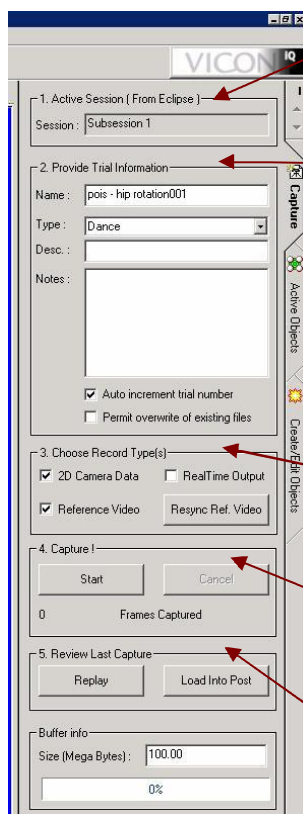 VICON IQ
1. Active Session ( From Eclipse )
Session : Subsession 1
2. Provide Trial Information
Name : pois - hip rotation001
Type : Dance
Desc. :
Notes :
Auto increment trial number
Permit overwrite of existing files
3. Choose Record Type(s)
2D Camera Data RealTime Output
Reference Video Resync Ref. Video
4. Capture !
Start Cancel
0 Frames Captured
5. Review Last Capture
Replay Load Into Post
Buffer info
Size (Mega Bytes) : 100.00
0%
Capture
Active Objects
Create/Edit Objects